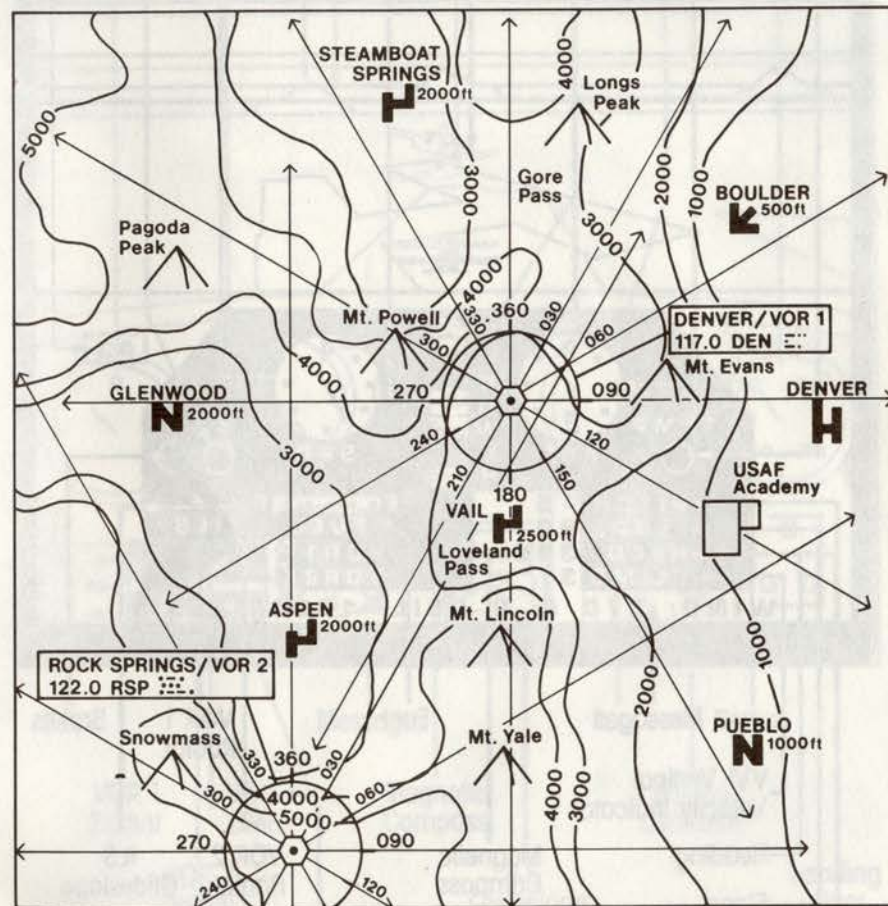 STEAMBOAT
SPRINGS
2000ft
Longs
Peak
4000
5000
3000
2000
1000
Gore
Pass
BOULDER
500ft
Pagoda
Peak
3000
4000
.360
Mt. Powell
330
030
300
060
DENVER/VOR 1
117.0 DEN
Mt. Evans
4000
270
090
DENVER
GLENWOOD
2000ft
240
120
210
150
3000
USAF
Academy
180
VAIL
2500ft
Loveland
Pass
ASPEN
2000ft
Mt. Lincoln
1000
ROCK SPRINGS/VOR 2
122.0 RSP
2000
Snowmass
Mt. Yale
PUEBLO
1000ft
330
360
030
300
4000
060
4000
3000
5000
270
090
240
120